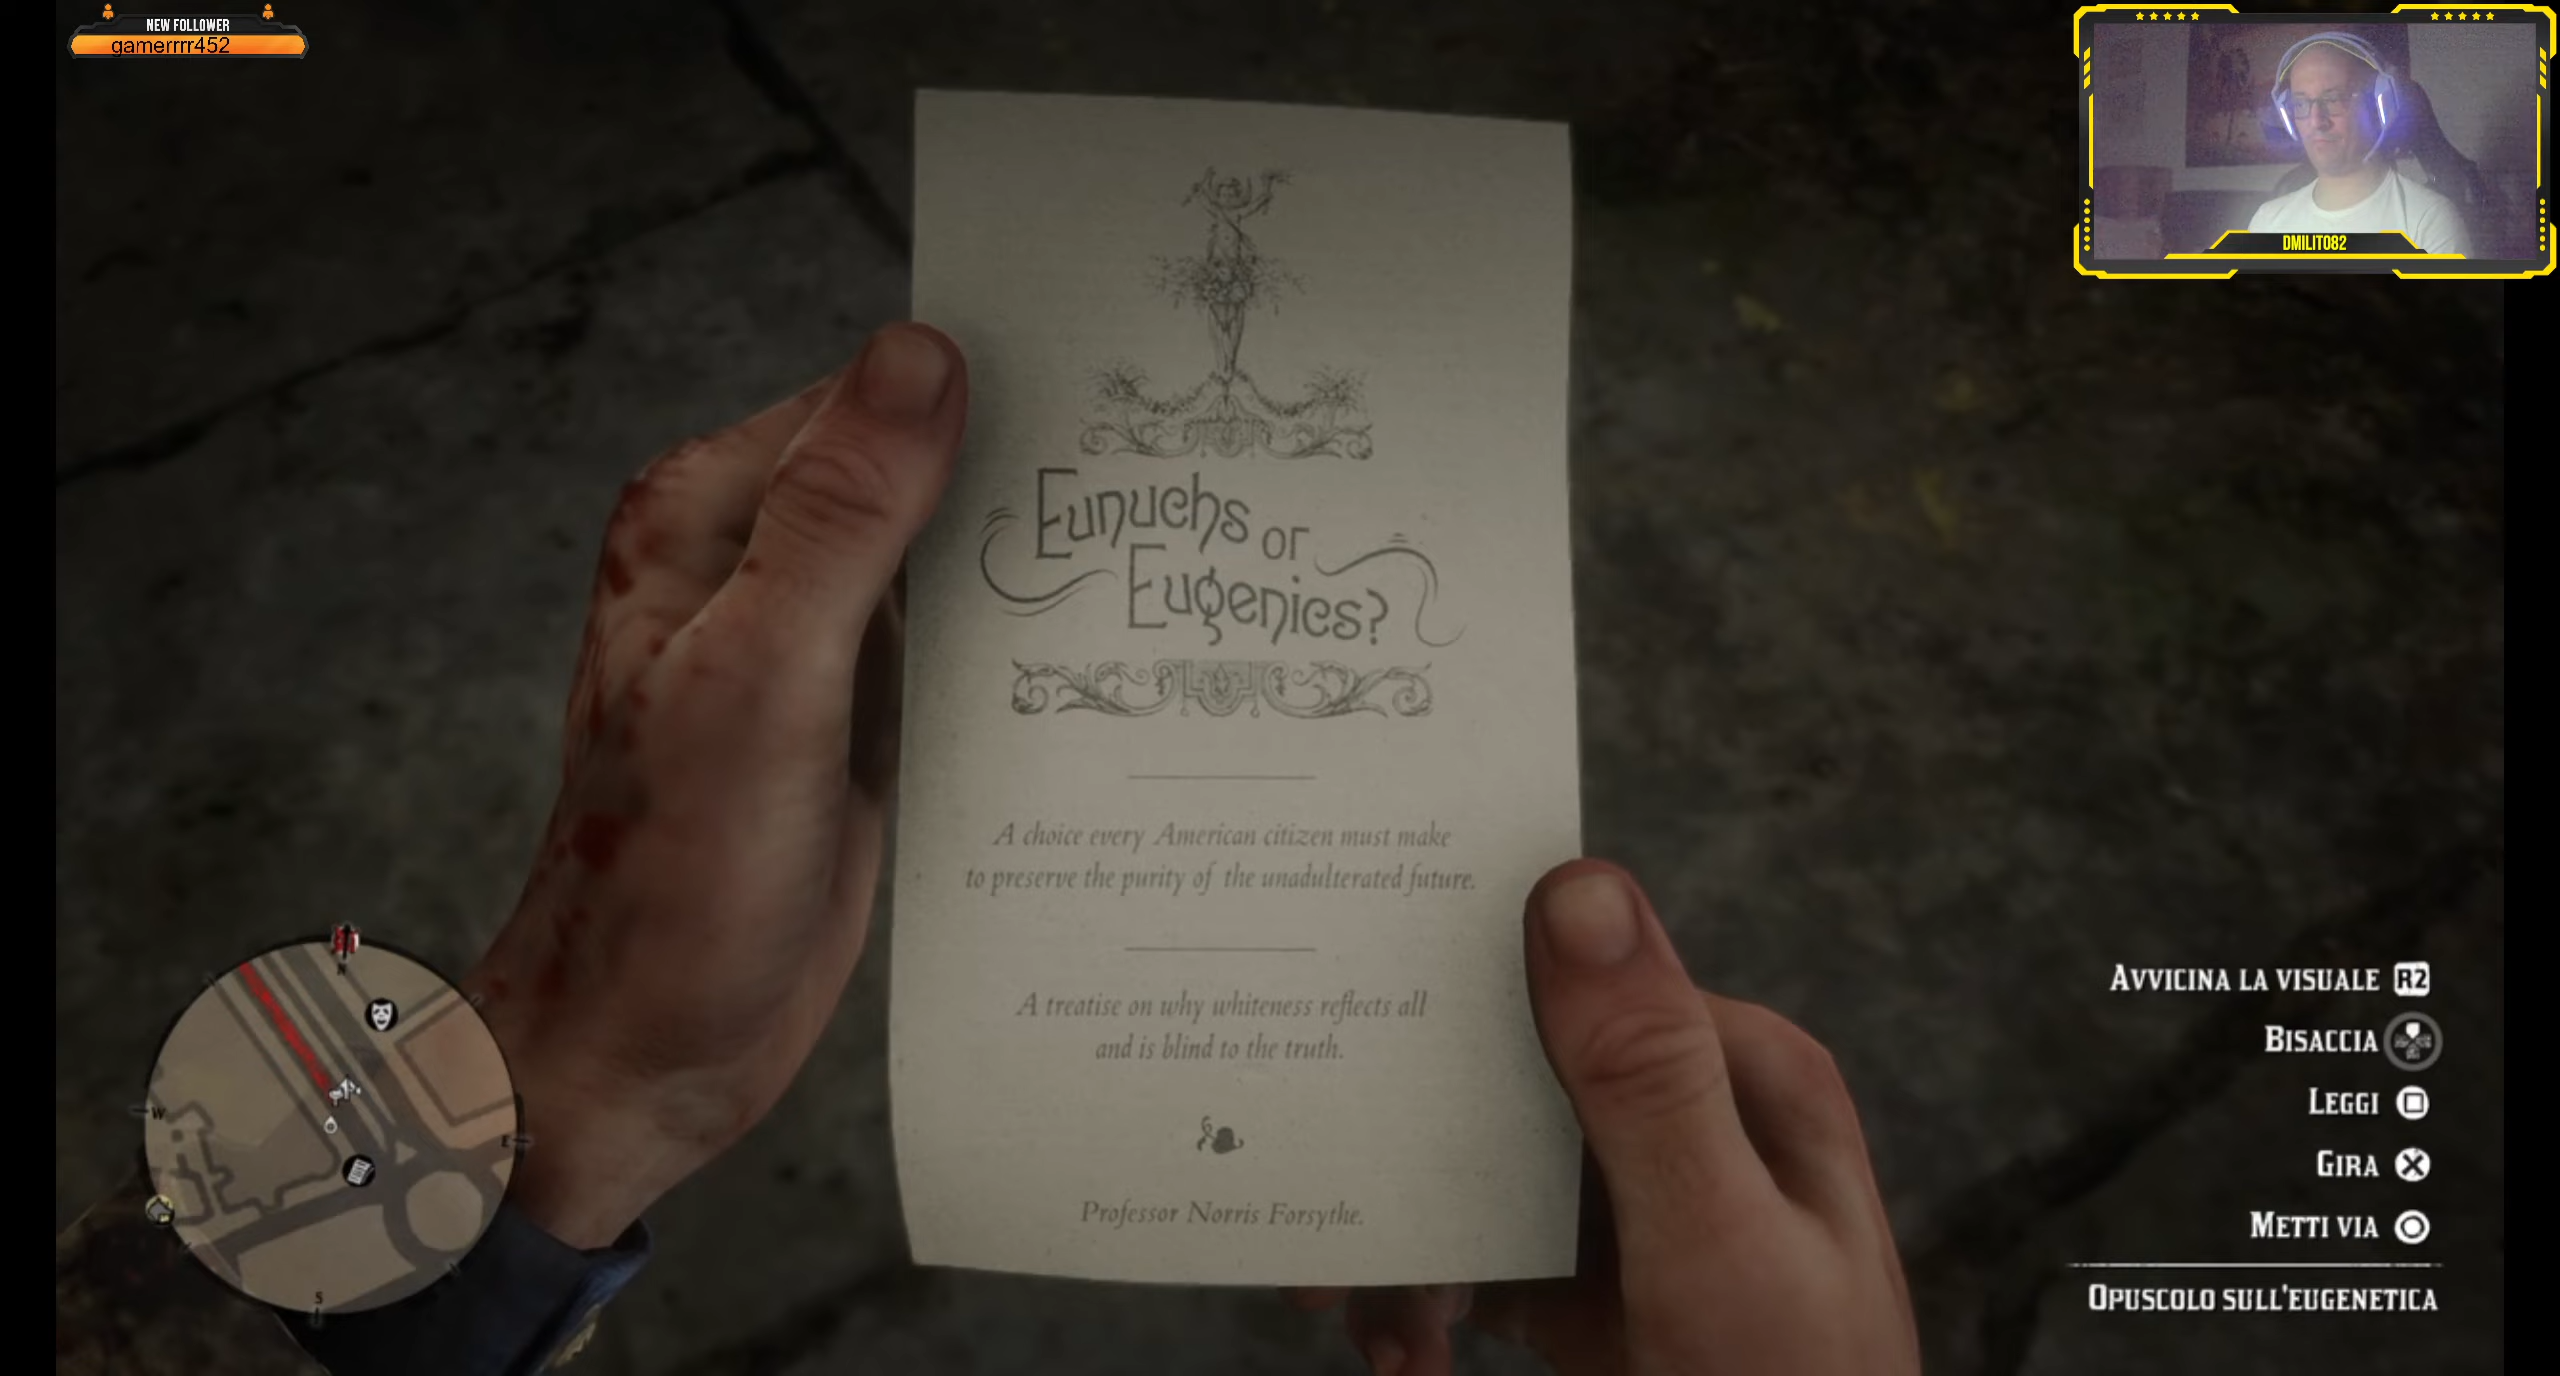 NEW FOLLOWER
gamerrrr452
DMILITO82
Eunuchs or
Eugenics?
A choice every American citizen must make
to preserve the purity of the unadulterated future.
A treatise on why whiteness reflects all
and is blind to the truth.
Professor Norris Forsythe.
N
W
E
S
AVVICINA LA VISUALE R2
BISACCIA
LEGGI
GIRA
METTI VIA
OPUSCOLO SULL'EUGENETICA